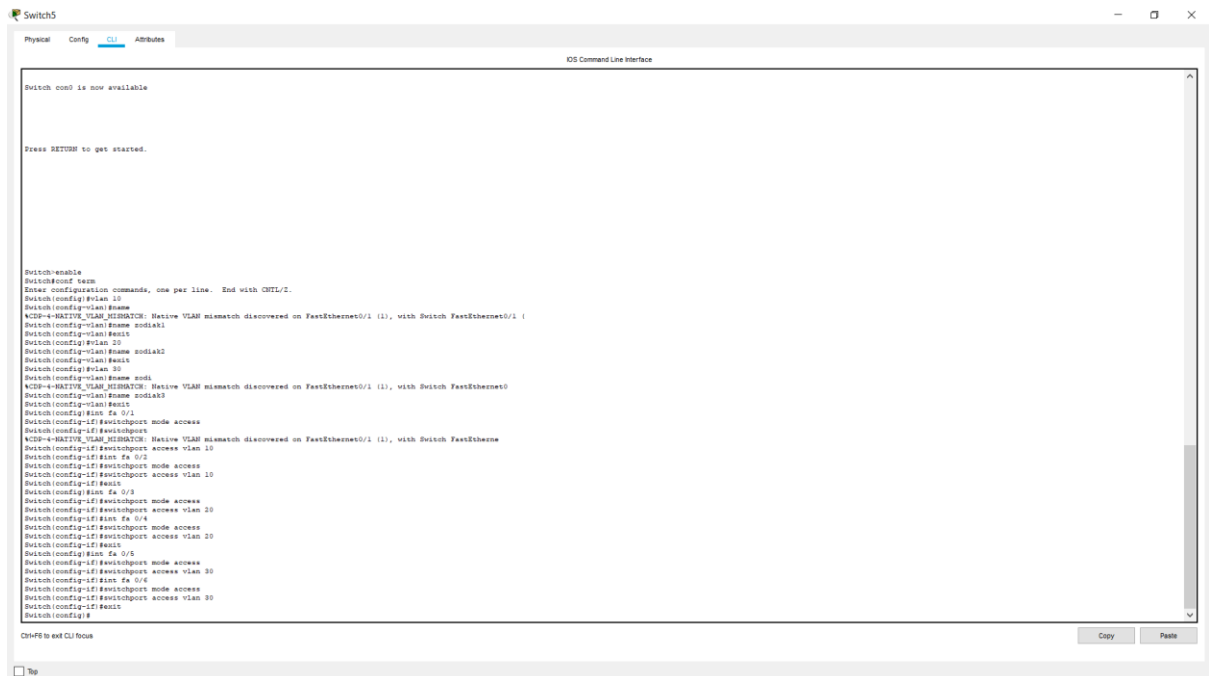 Switch5
Physical Config CLI Attributes
IOS Command Line Interface
Switch con0 is now available
Press RETURN to get started.
Switch>enable
Switch#conf term
Enter configuration commands, one per line. End with CNTL/Z.
Switch(config)#vlan 10
Switch(config-vlan)#name
%CDP-4-NATIVE_VLAN_MISMATCH: Native VLAN mismatch discovered on FastEthernet0/1 (1), with Switch FastEthernet0/1 (
Switch(config-vlan)#name zodiak1
Switch(config-vlan)#exit
Switch(config)#vlan 20
Switch(config-vlan)#name zodiak2
Switch(config-vlan)#exit
Switch(config)#vlan 30
Switch(config-vlan)#name zodi
%CDP-4-NATIVE_VLAN_MISMATCH: Native VLAN mismatch discovered on FastEthernet0/1 (1), with Switch FastEthernet0
Switch(config-vlan)#name zodiak3
Switch(config-vlan)#exit
Switch(config)#int fa 0/1
Switch(config-if)#switchport mode access
Switch(config-if)#switchport
%CDP-4-NATIVE_VLAN_MISMATCH: Native VLAN mismatch discovered on FastEthernet0/1 (1), with Switch FastEtherne
Switch(config-if)#switchport access vlan 10
Switch(config-if)#int fa 0/2
Switch(config-if)#switchport mode access
Switch(config-if)#switchport access vlan 10
Switch(config-if)#exit
Switch(config)#int fa 0/3
Switch(config-if)#switchport mode access
Switch(config-if)#switchport access vlan 20
Switch(config-if)#int fa 0/4
Switch(config-if)#switchport mode access
Switch(config-if)#switchport access vlan 20
Switch(config-if)#exit
Switch(config)#int fa 0/5
Switch(config-if)#switchport mode access
Switch(config-if)#switchport access vlan 30
Switch(config-if)#int fa 0/6
Switch(config-if)#switchport mode access
Switch(config-if)#switchport access vlan 30
Switch(config-if)#exit
Switch(config)#
Ctrl+F6 to exit CLI focus
Copy Paste
Top